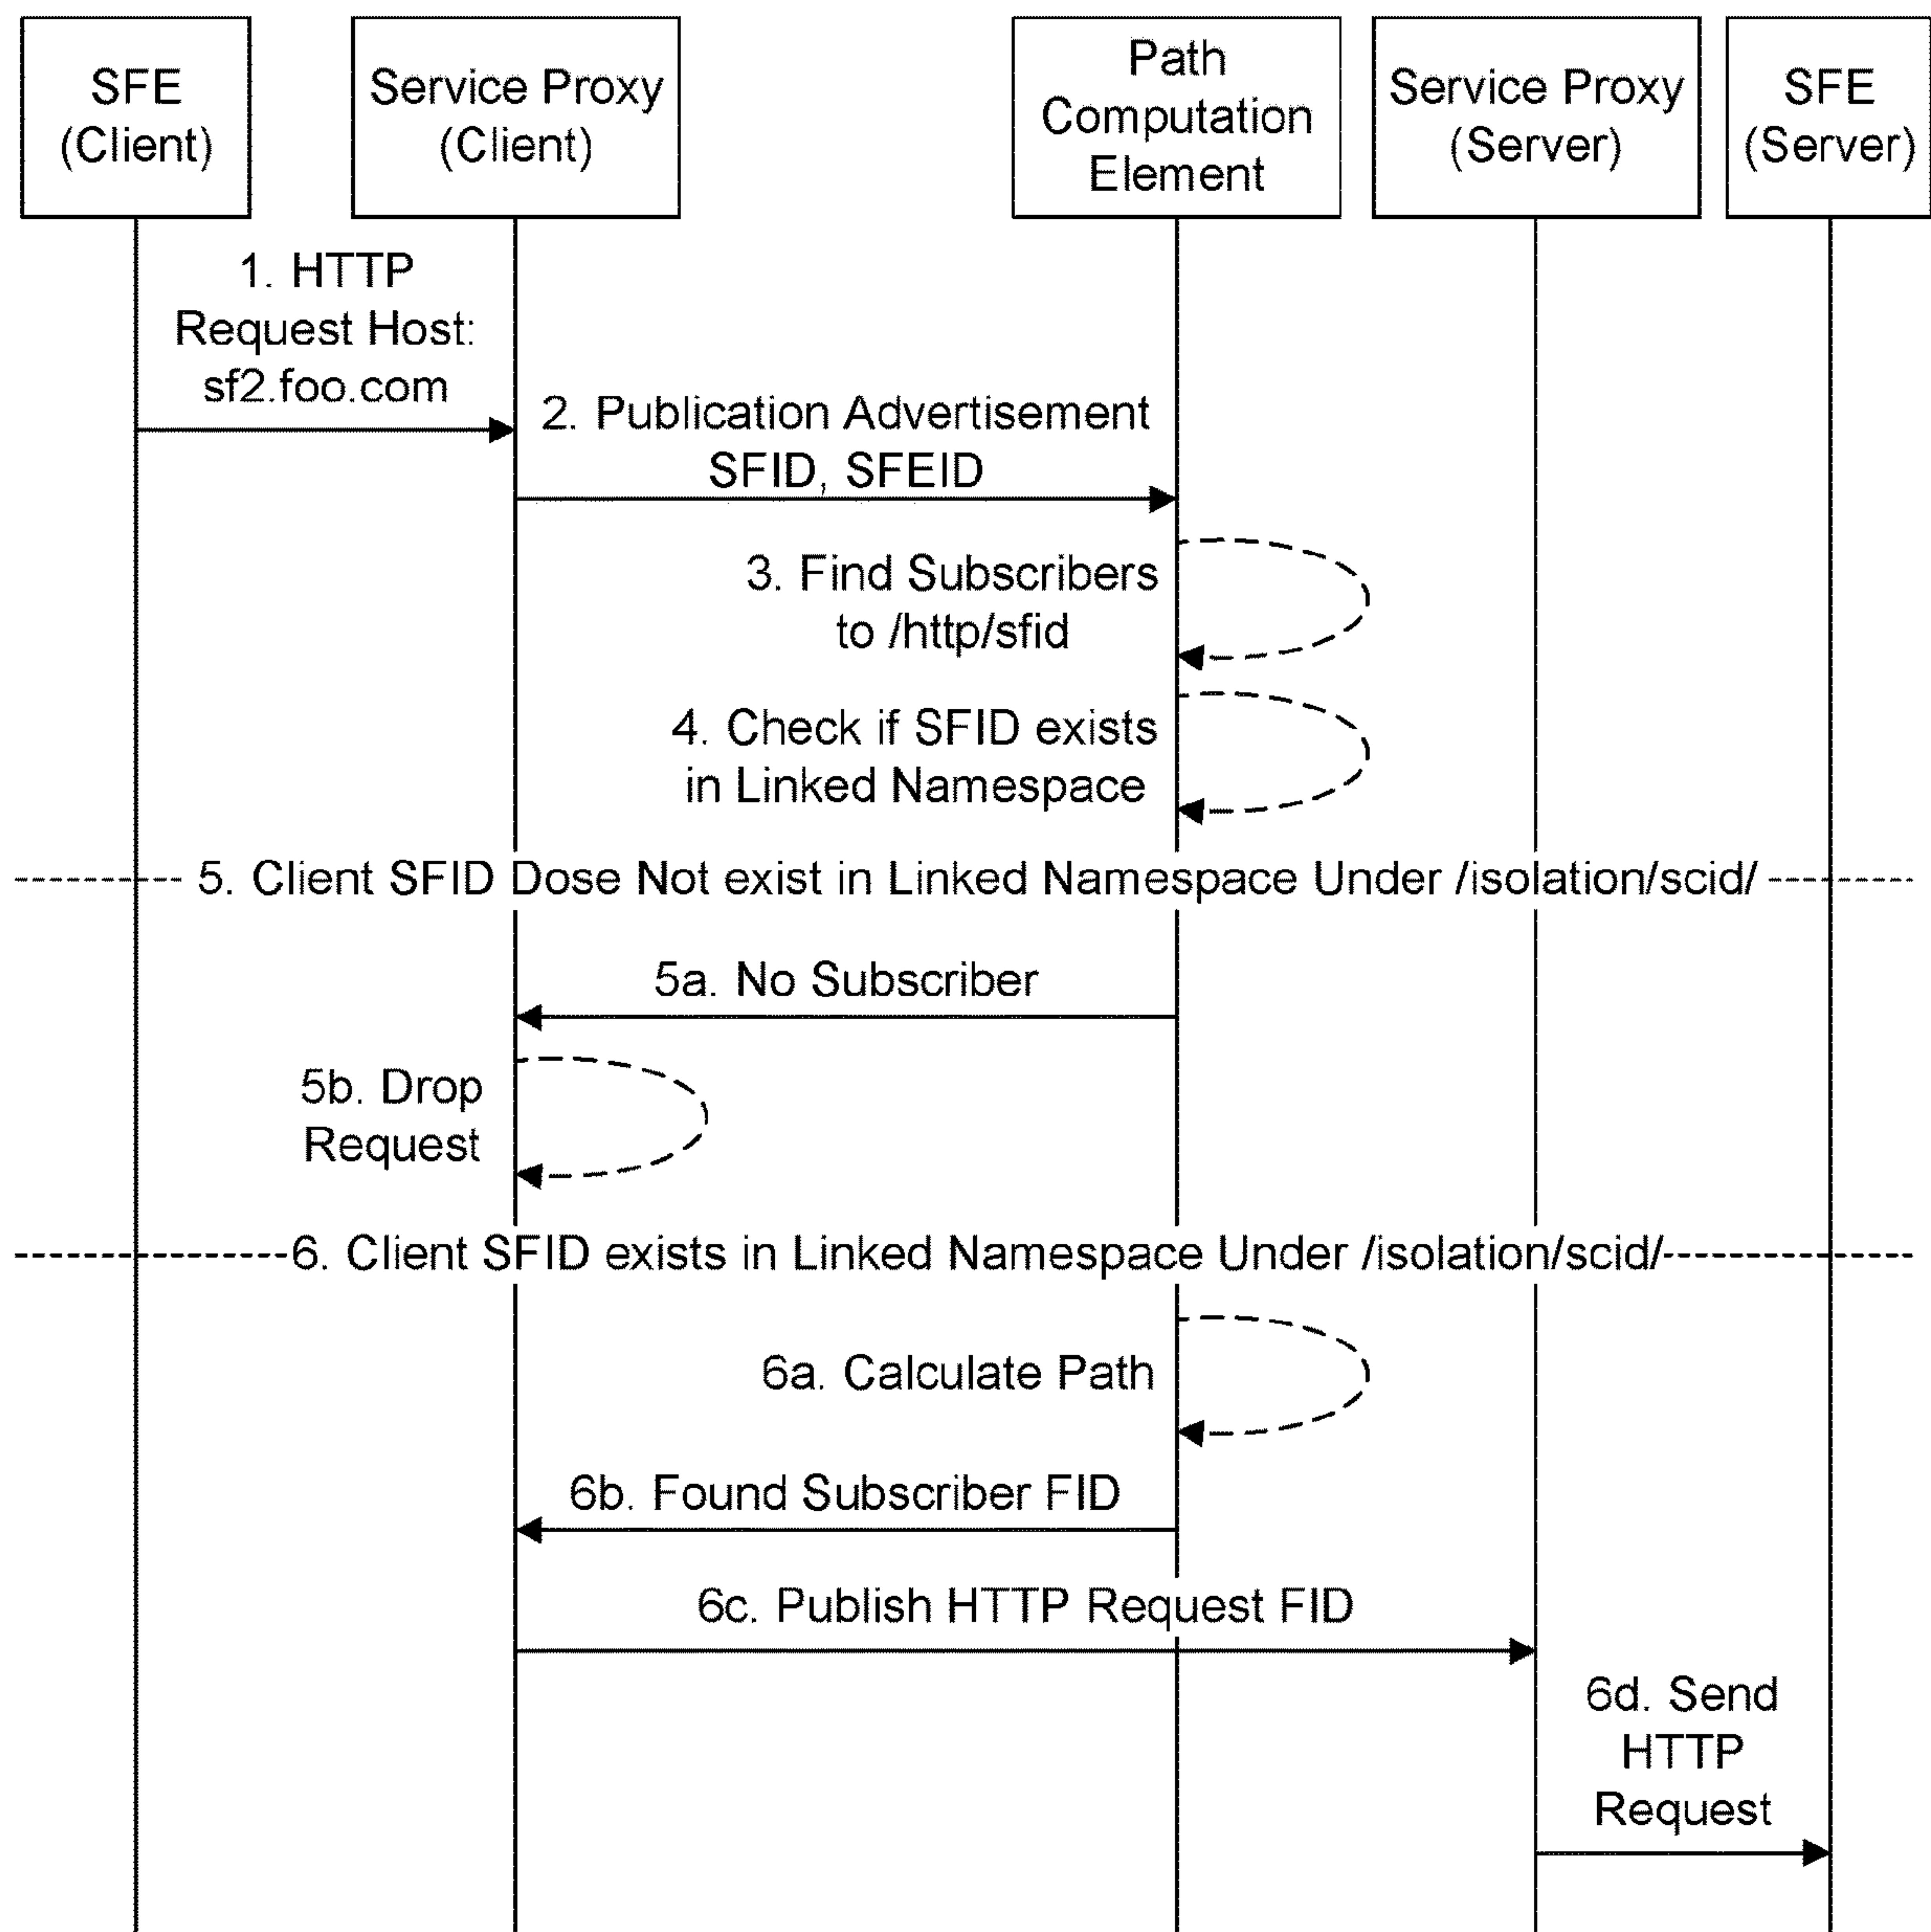 SFE
(Client)
Service Proxy
(Client)
Path
Computation
Element
Service Proxy
(Server)
SFE
(Server)
1. HTTP
Request Host:
sf2.foo.com
2. Publication Advertisement
SFID, SFEID
3. Find Subscribers
to /http/sfid
4. Check if SFID exists
in Linked Namespace
5. Client SFID Dose Not exist in Linked Namespace Under /isolation/scid/
5a. No Subscriber
5b. Drop
Request
6. Client SFID exists in Linked Namespace Under /isolation/scid/
6a. Calculate Path
6b. Found Subscriber FID
6c. Publish HTTP Request FID
6d. Send
HTTP
Request